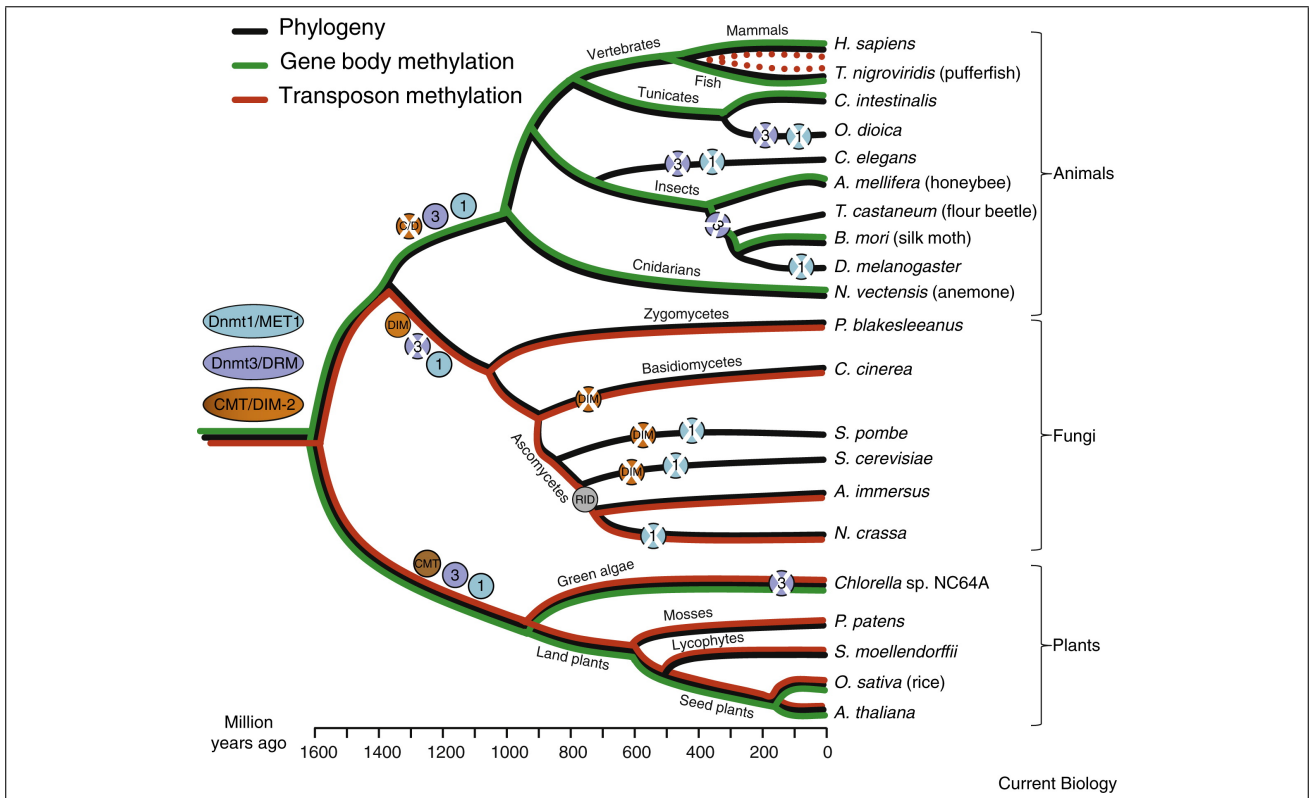 Phylogeny
Gene body methylation
Transposon methylation
Vertebrates
Mammals
Fish
Tunicates
Insects
Cnidarians
H. sapiens
T. nigroviridis (pufferfish)
C. intestinalis
O. dioica
3
1
C. elegans
3
1
A. mellifera (honeybee)
T. castaneum (flour beetle)
3
B. mori (silk moth)
D. melanogaster
1
N. vectensis (anemone)
Animals
C/D
3
1
Dnmt1/MET1
Dnmt3/DRM
CMT/DIM-2
DIM
3
1
Zygomycetes
P. blakesleeanus
Basidiomycetes
DIM
C. cinerea
Ascomycetes
DIM
1
S. pombe
DIM
1
S. cerevisiae
RID
A. immersus
1
N. crassa
Fungi
CMT
3
1
Green algae
3
Chlorella sp. NC64A
Land plants
Mosses
P. patens
Lycophytes
S. moellendorffii
Seed plants
O. sativa (rice)
A. thaliana
Plants
Million
years ago
1600 1400 1200 1000 800 600 400 200 0
Current Biology